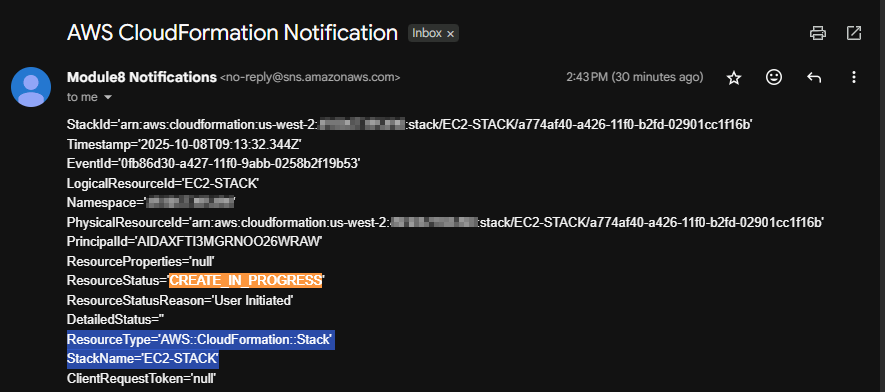 AWS CloudFormation Notification Inbox ×
Module8 Notifications <no-reply@sns.amazonaws.com> 2:43 PM (30 minutes ago)
to me
StackId='arn:aws:cloudformation:us-west-2: :stack/EC2-STACK/a774af40-a426-11f0-b2fd-02901cc1f16b'
Timestamp='2025-10-08T09:13:32.344Z'
EventId='0fb86d30-a427-11f0-9abb-0258b2f19b53'
LogicalResourceId='EC2-STACK'
Namespace=' '
PhysicalResourceId='arn:aws:cloudformation:us-west-2: :stack/EC2-STACK/a774af40-a426-11f0-b2fd-02901cc1f16b'
PrincipalId='AIDAXFTI3MGRNOO26WRAW'
ResourceProperties='null'
ResourceStatus='CREATE_IN_PROGRESS'
ResourceStatusReason='User Initiated'
DetailedStatus=''
ResourceType='AWS::CloudFormation::Stack'
StackName='EC2-STACK'
ClientRequestToken='null'